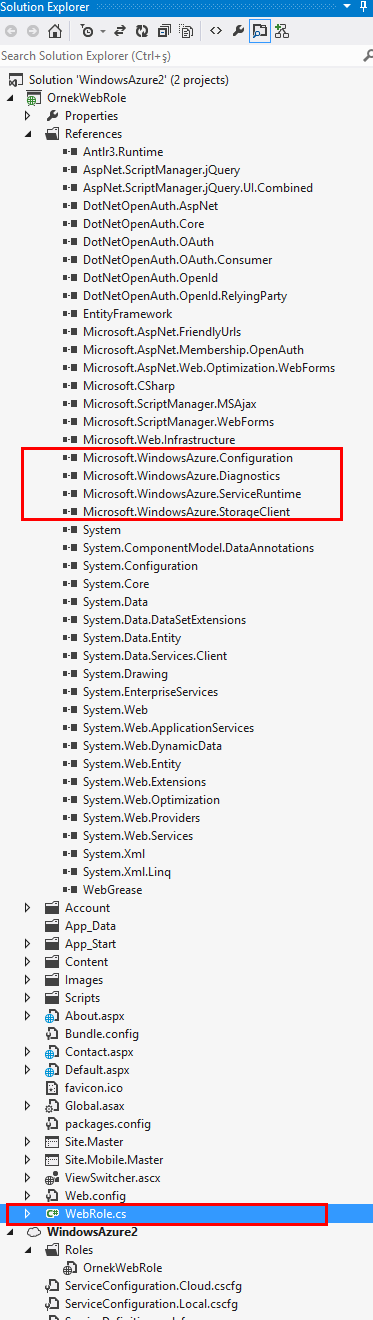 Solution Explorer
Search Solution Explorer (Ctrl+ş)
Solution 'WindowsAzure2' (2 projects)
OrnekWebRole
Properties
References
Antlr3.Runtime
AspNet.ScriptManager.jQuery
AspNet.ScriptManager.jQuery.UI.Combined
DotNetOpenAuth.AspNet
DotNetOpenAuth.Core
DotNetOpenAuth.OAuth
DotNetOpenAuth.OAuth.Consumer
DotNetOpenAuth.OpenId
DotNetOpenAuth.OpenId.RelyingParty
EntityFramework
Microsoft.AspNet.FriendlyUrls
Microsoft.AspNet.Membership.OpenAuth
Microsoft.AspNet.Web.Optimization.WebForms
Microsoft.CSharp
Microsoft.ScriptManager.MSAjax
Microsoft.ScriptManager.WebForms
Microsoft.Web.Infrastructure
Microsoft.WindowsAzure.Configuration
Microsoft.WindowsAzure.Diagnostics
Microsoft.WindowsAzure.ServiceRuntime
Microsoft.WindowsAzure.StorageClient
System
System.ComponentModel.DataAnnotations
System.Configuration
System.Core
System.Data
System.Data.DataSetExtensions
System.Data.Entity
System.Data.Services.Client
System.Drawing
System.EnterpriseServices
System.Web
System.Web.ApplicationServices
System.Web.DynamicData
System.Web.Entity
System.Web.Extensions
System.Web.Optimization
System.Web.Providers
System.Web.Services
System.Xml
System.Xml.Linq
WebGrease
Account
App_Data
App_Start
Content
Images
Scripts
About.aspx
Bundle.config
Contact.aspx
Default.aspx
favicon.ico
Global.asax
packages.config
Site.Master
Site.Mobile.Master
ViewSwitcher.ascx
Web.config
WebRole.cs
WindowsAzure2
Roles
OrnekWebRole
ServiceConfiguration.Cloud.cscfg
ServiceConfiguration.Local.cscfg